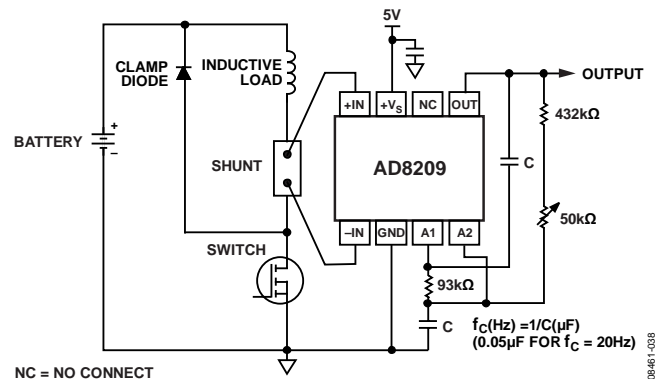 5V
CLAMP
DIODE
INDUCTIVE
LOAD
OUTPUT
+IN
+VS
NC
OUT
432kΩ
BATTERY
+
–
SHUNT
AD8209
C
50kΩ
SWITCH
–IN
GND
A1
A2
93kΩ
C
fC(Hz) =1/C(µF)
(0.05µF FOR fC = 20Hz)
NC = NO CONNECT
08461-038